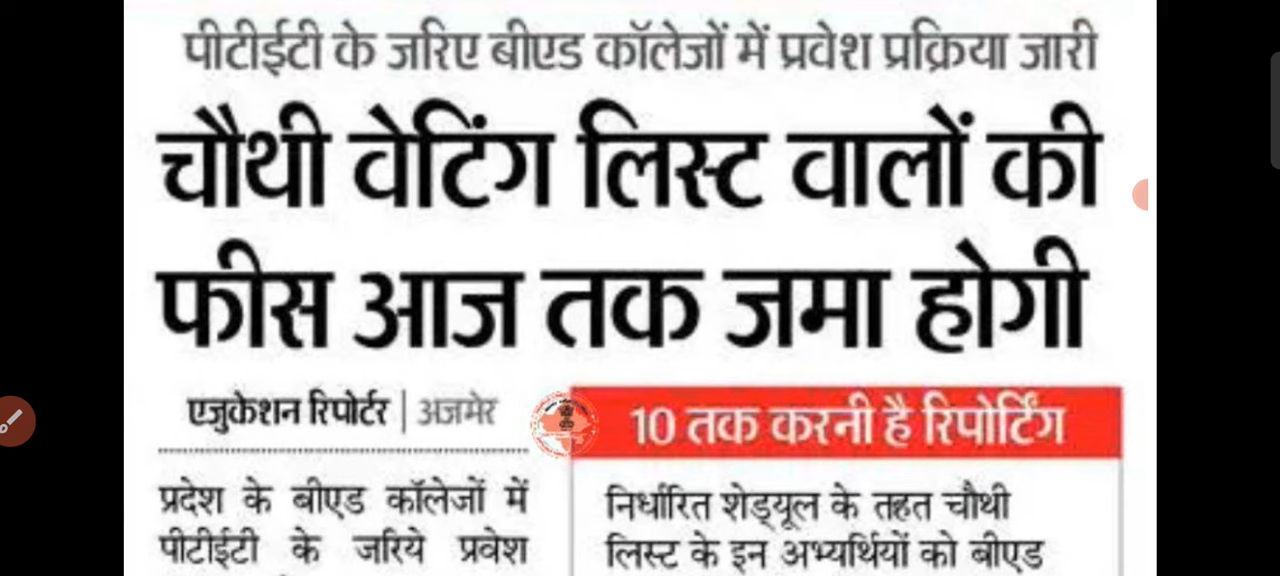 पीटीईटी के जरिए बीएड कॉलेजों में प्रवेश प्रक्रिया जारी
चौथी वेटिंग लिस्ट वालों की
फीस आज तक जमा होगी
एजुकेशन रिपोर्टर | अजमेर
प्रदेश के बीएड कॉलेजों में
पीटीईटी के जरिये प्रवेश
10 तक करनी है रिपोर्टिंग
निर्धारित शेड्यूल के तहत चौथी
लिस्ट के इन अभ्यर्थियों को बीएड